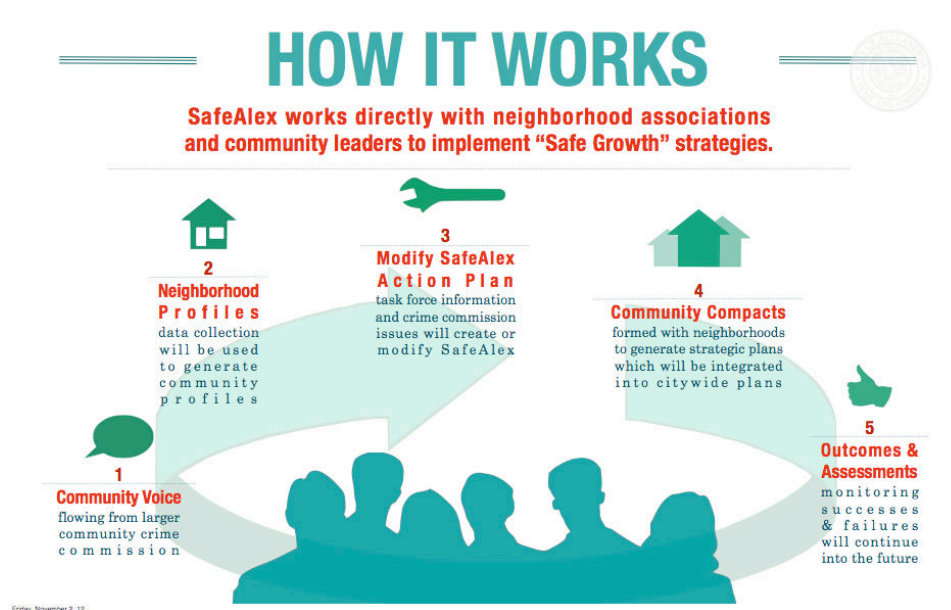 HOW IT WORKS
SafeAlex works directly with neighborhood associations
and community leaders to implement “Safe Growth” strategies.
1
Community Voice
flowing from larger
community crime
commission
2
Neighborhood
Profiles
data collection
will be used
to generate
community
profiles
3
Modify SafeAlex
Action Plan
task force information
and crime commission
issues will create or
modify SafeAlex
4
Community Compacts
formed with neighborhoods
to generate strategic plans
which will be integrated
into citywide plans
5
Outcomes &
Assessments
monitoring
successes
& failures
will continue
into the future
Friday, November 2, 12